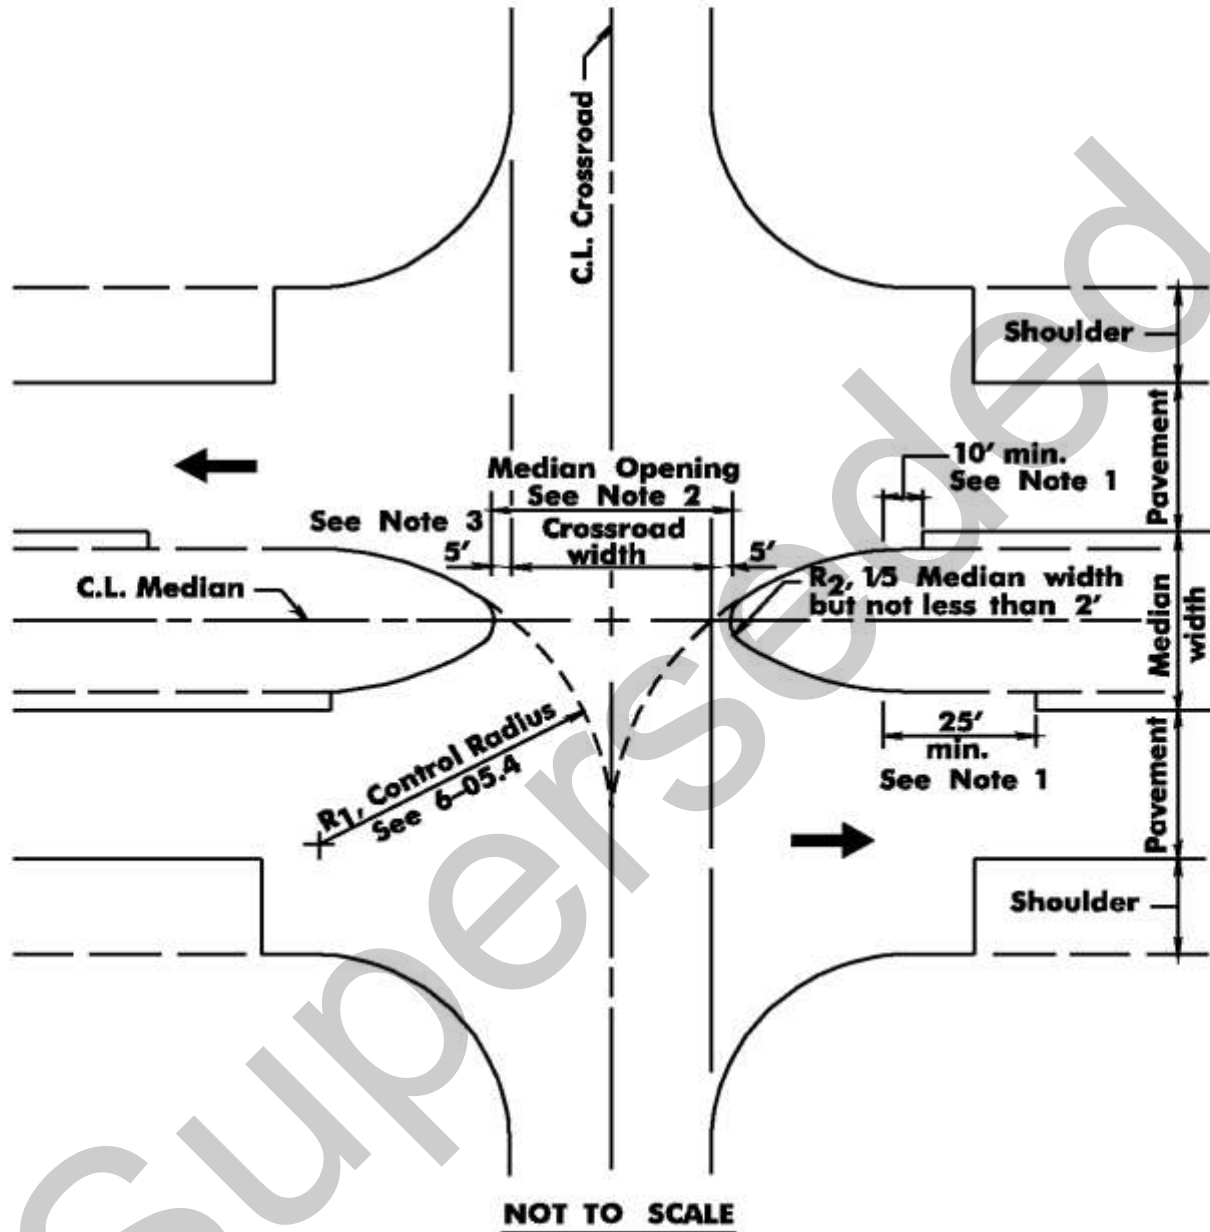 C.L. Crossroad
Shoulder
Pavement
10' min.
See Note 1
Median Opening
See Note 2
See Note 3
Crossroad
width
5'
5'
C.L. Median
R2, 1/5 Median width
but not less than 2'
Median
width
R1, Control Radius
See 6-05.4
25'
min.
See Note 1
Pavement
Shoulder
NOT TO SCALE
Superseded